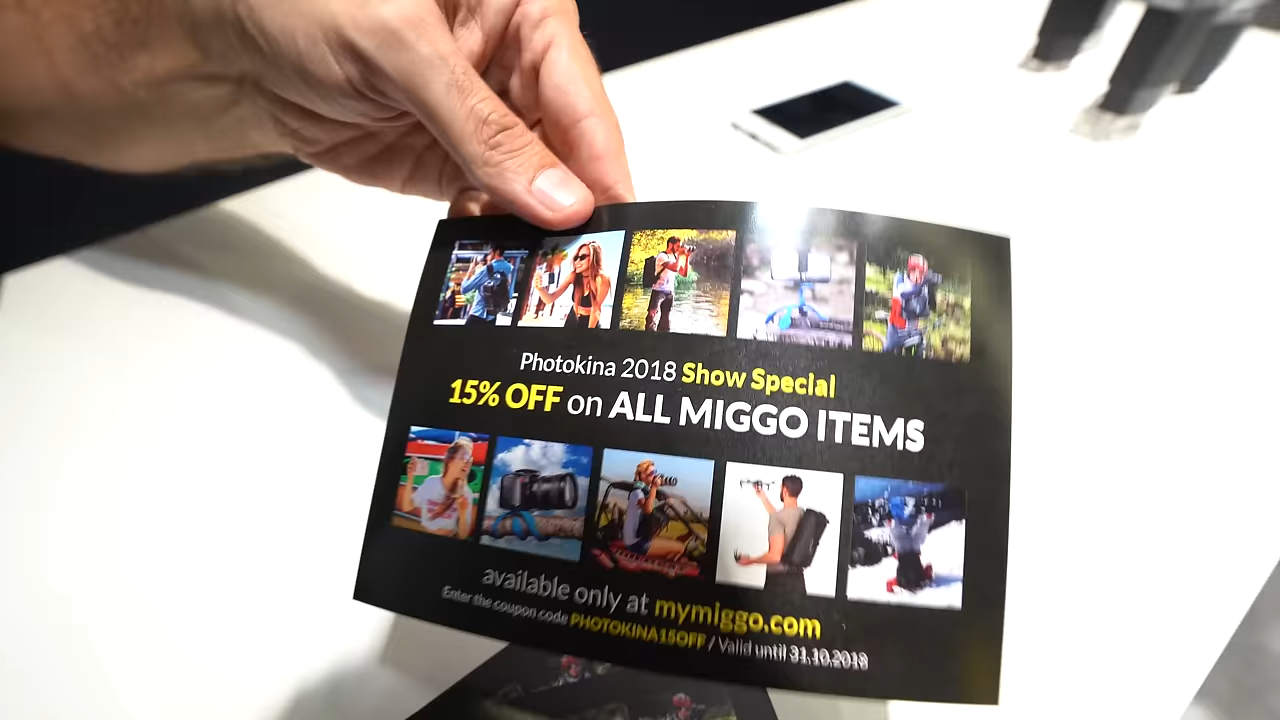 Photokina 2018 Show Special
15% OFF on ALL MIGGO ITEMS
available only at mymiggo.com
Enter the coupon code PHOTOKINA15OFF / Valid until 31.10.2018